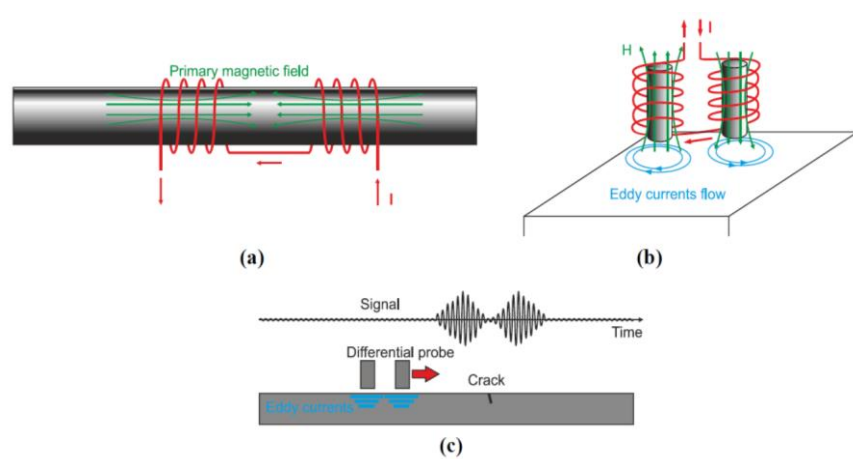 Primary magnetic field
I
(a)
I
H
Eddy currents flow
(b)
Signal
Time
Differential probe
Crack
Eddy currents
(c)